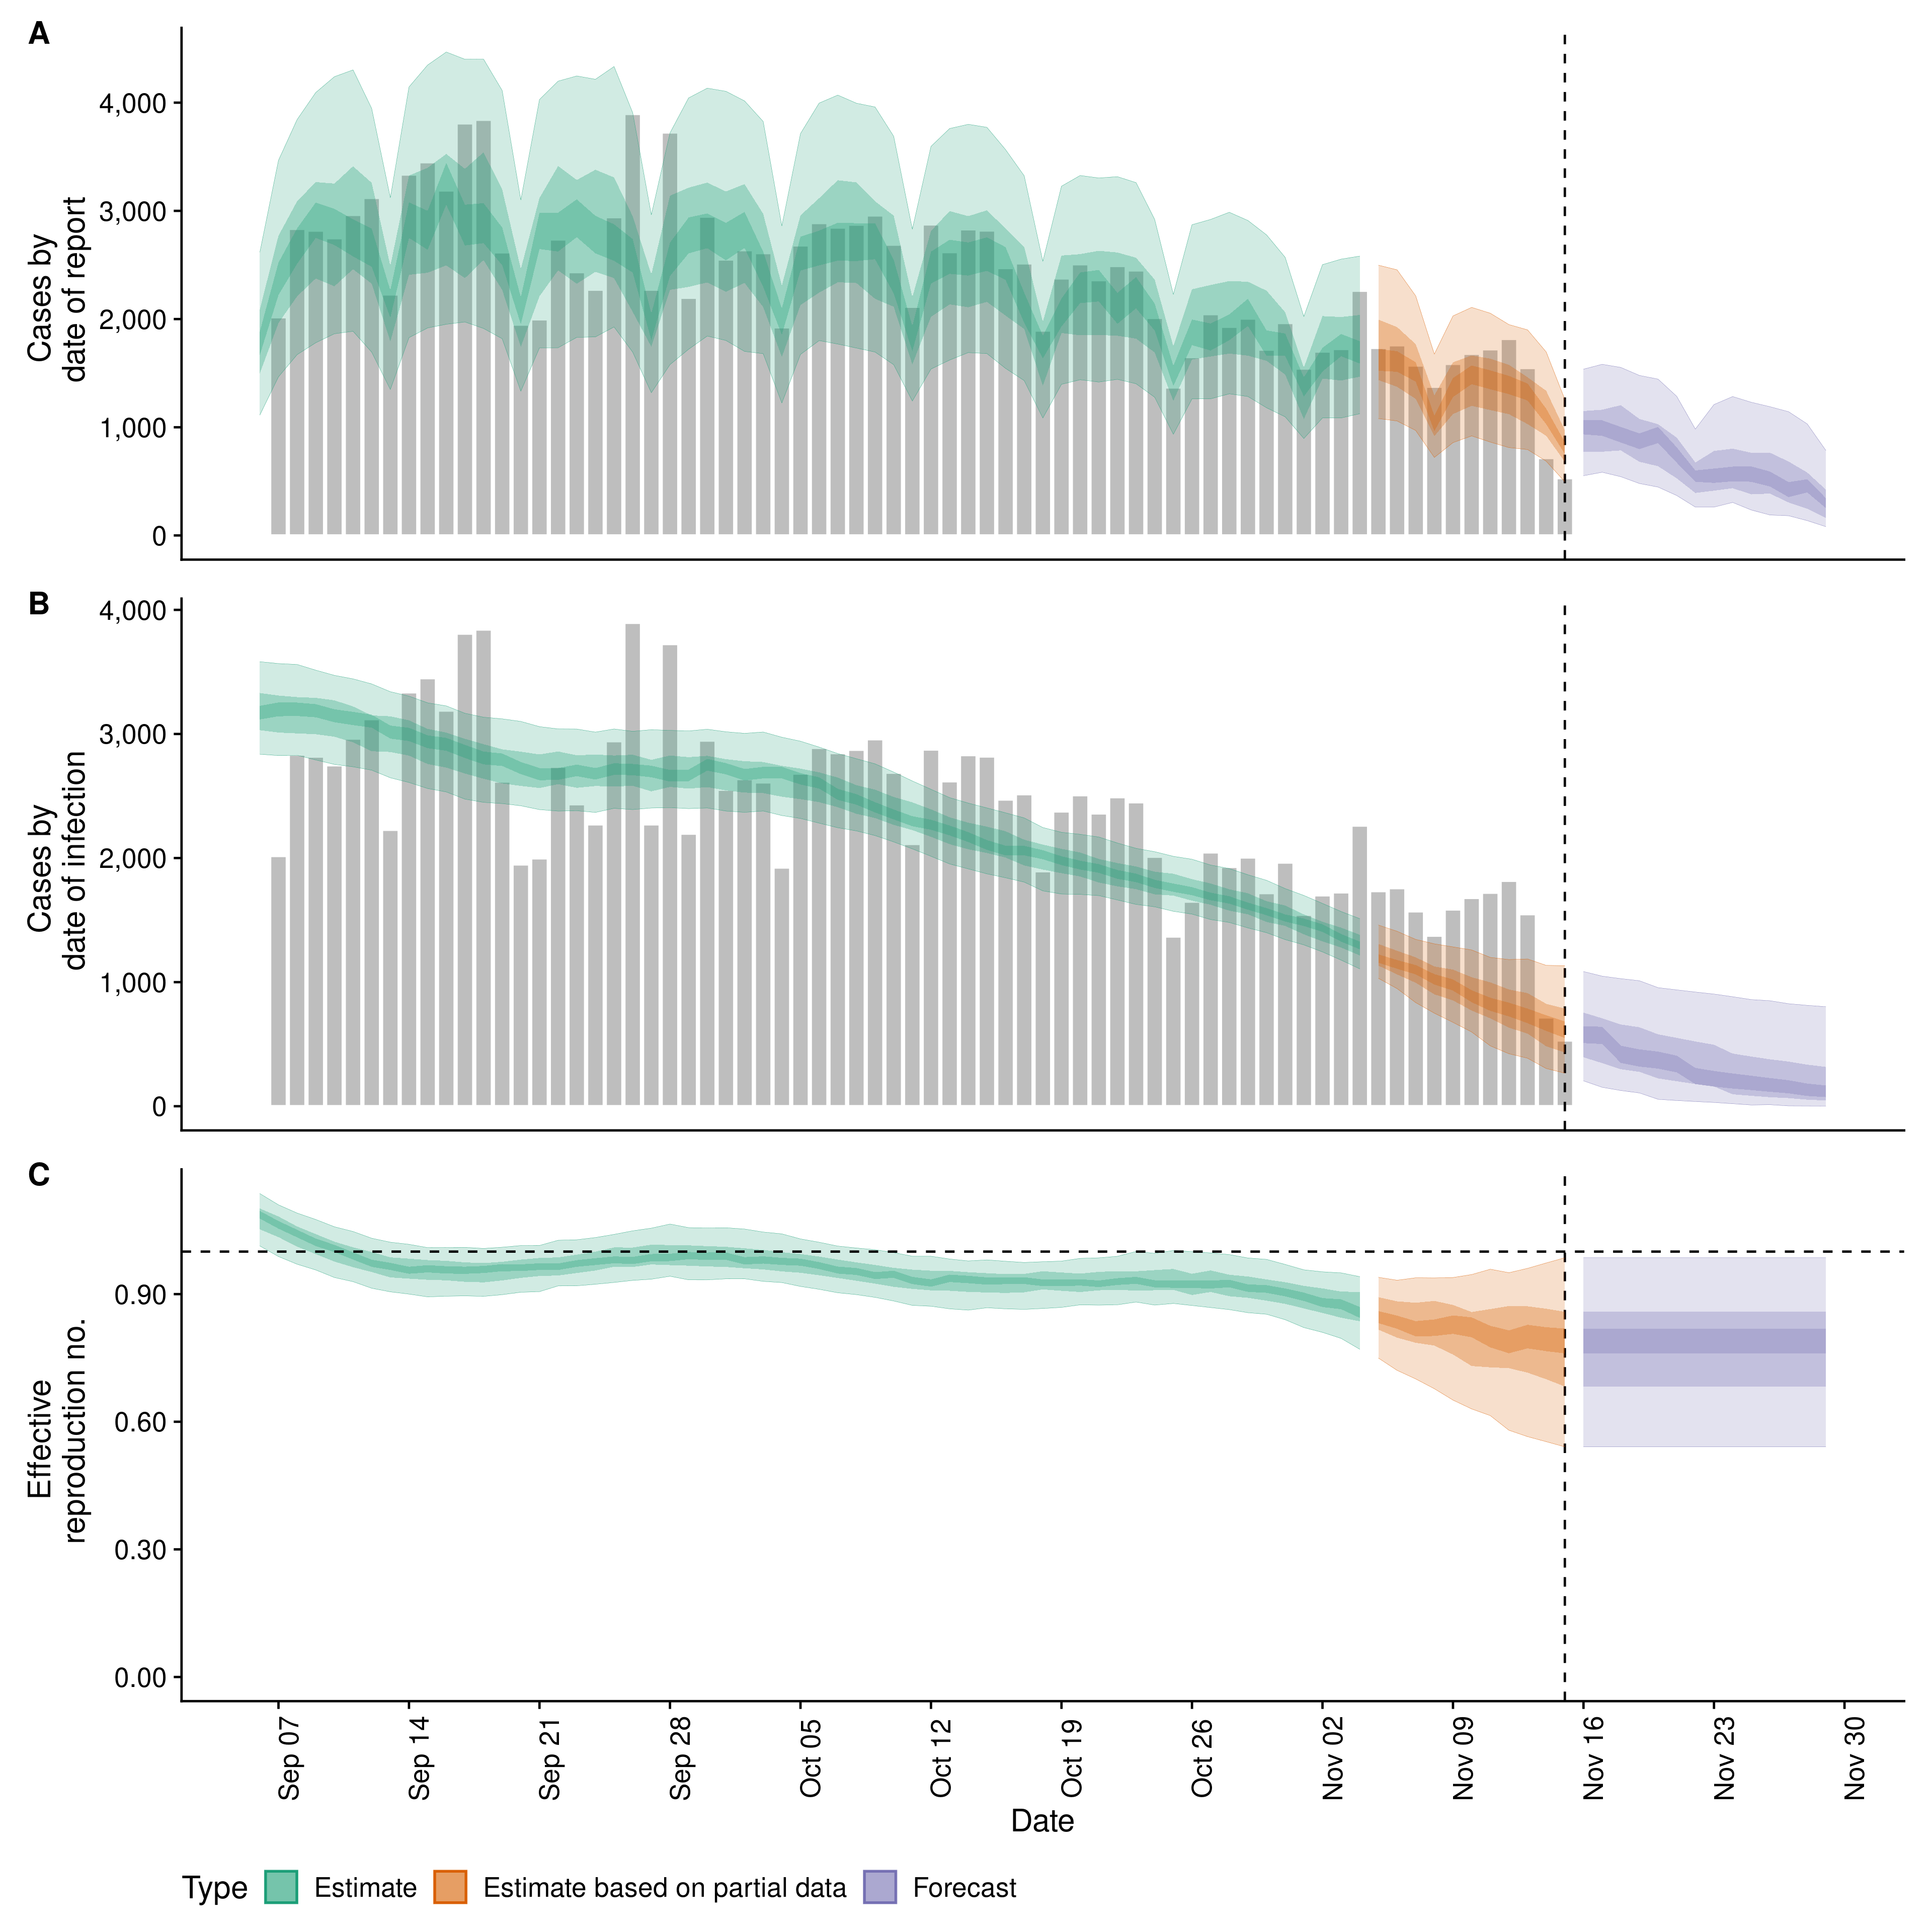 A
Cases by
date of report
4,000
3,000
2,000
1,000
0
B
Cases by
date of infection
4,000
3,000
2,000
1,000
0
C
Effective
reproduction no.
0.90
0.60
0.30
0.00
Sep 07
Sep 14
Sep 21
Sep 28
Oct 05
Oct 12
Oct 19
Oct 26
Nov 02
Nov 09
Nov 16
Nov 23
Nov 30
Date
Type Estimate Estimate based on partial data Forecast